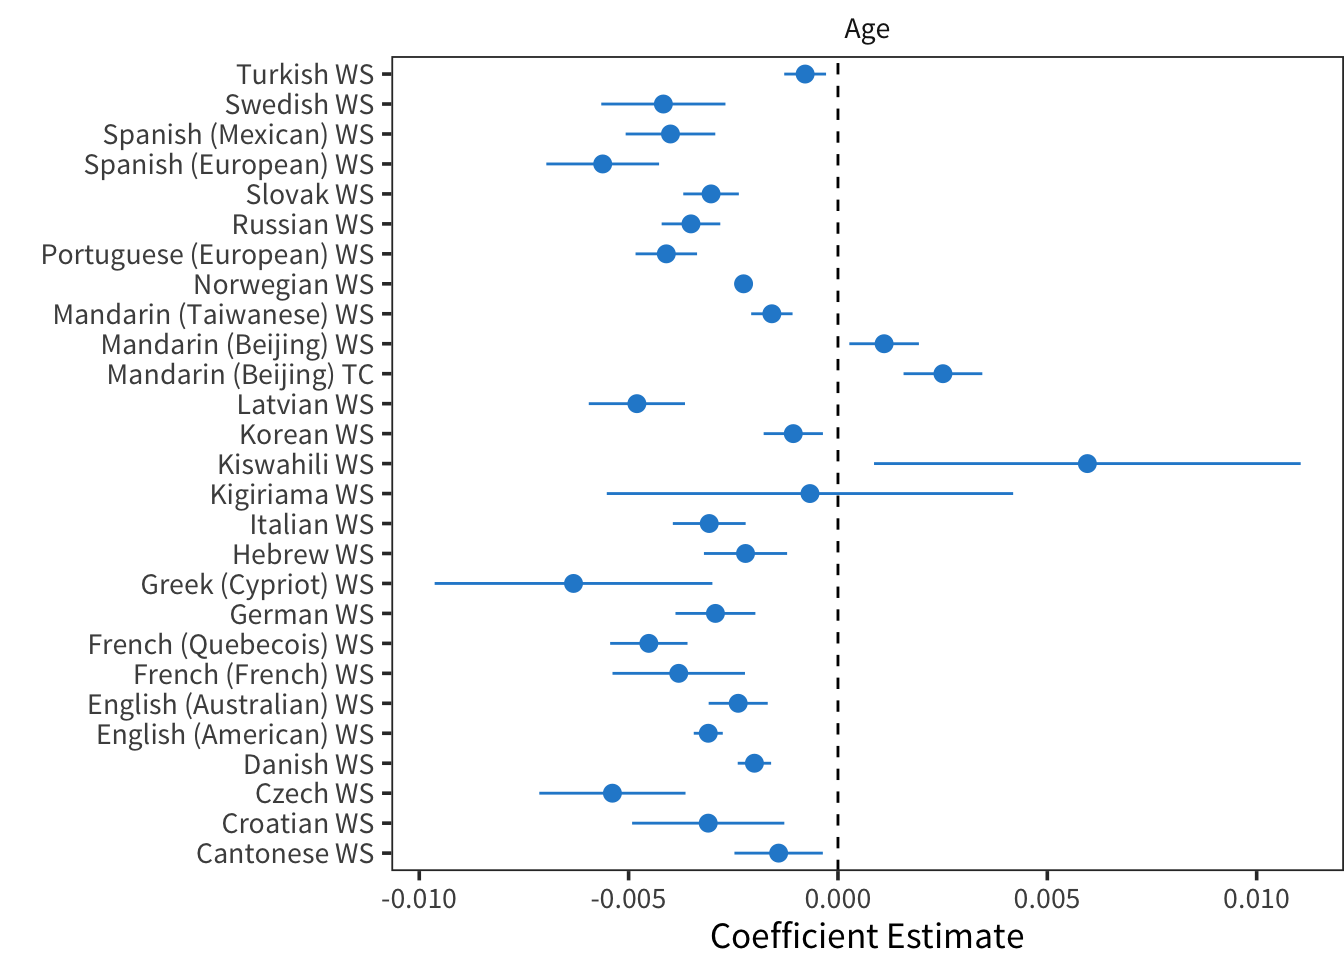 Age
Turkish WS
Swedish WS
Spanish (Mexican) WS
Spanish (European) WS
Slovak WS
Russian WS
Portuguese (European) WS
Norwegian WS
Mandarin (Taiwanese) WS
Mandarin (Beijing) WS
Mandarin (Beijing) TC
Latvian WS
Korean WS
Kiswahili WS
Kigiriama WS
Italian WS
Hebrew WS
Greek (Cypriot) WS
German WS
French (Quebecois) WS
French (French) WS
English (Australian) WS
English (American) WS
Danish WS
Czech WS
Croatian WS
Cantonese WS
-0.010 -0.005 0.000 0.005 0.010
Coefficient Estimate